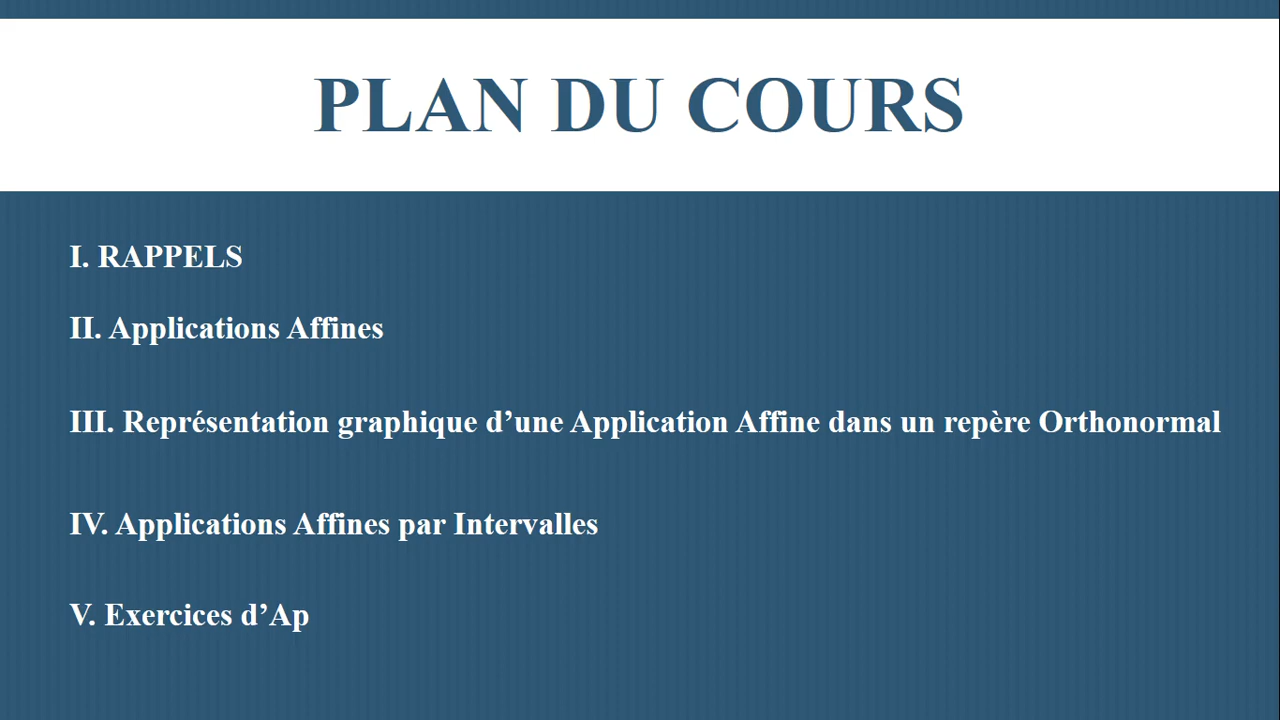 PLAN DU COURS
I. RAPPELS
II. Applications Affines
III. Représentation graphique d’une Application Affine dans un repère Orthonormal
IV. Applications Affines par Intervalles
V. Exercices d’Ap